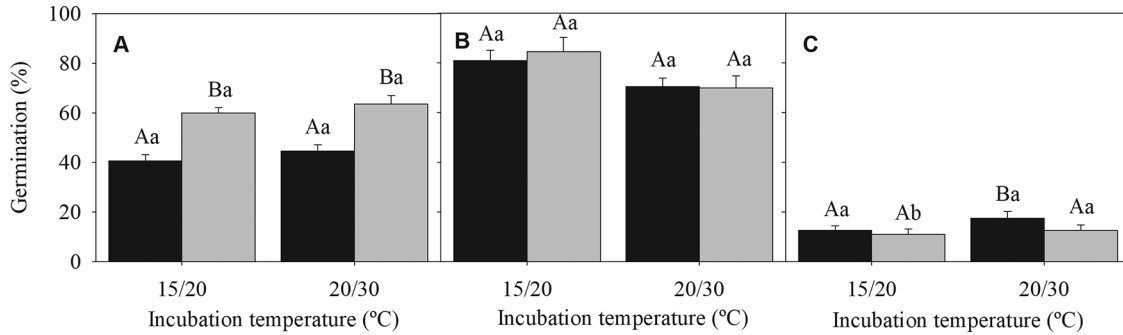 Germination (%)
100
80
60
40
20
0
A
Aa
Ba
Aa
Ba
15/20
20/30
Incubation temperature (ºC)
B
Aa
Aa
Aa
Aa
15/20
20/30
Incubation temperature (ºC)
C
Aa
Ab
Ba
Aa
15/20
20/30
Incubation temperature (ºC)